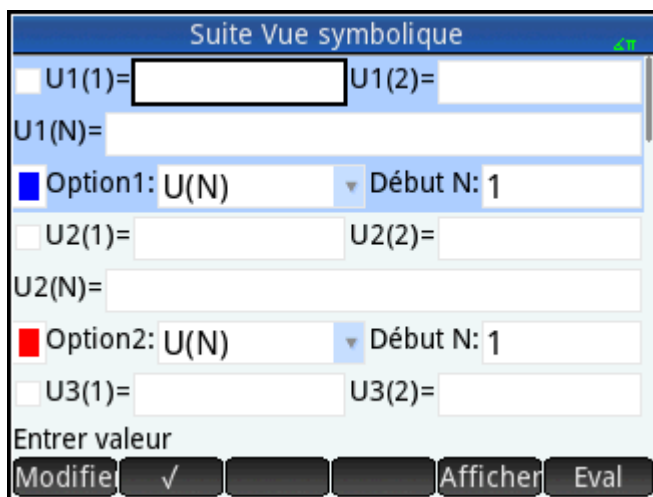 Suite Vue symbolique
∡π
U1(1)= U1(2)=
U1(N)=
Option1: U(N) Début N: 1
U2(1)= U2(2)=
U2(N)=
Option2: U(N) Début N: 1
U3(1)= U3(2)=
Entrer valeur
Modifie √ Afficher Eval